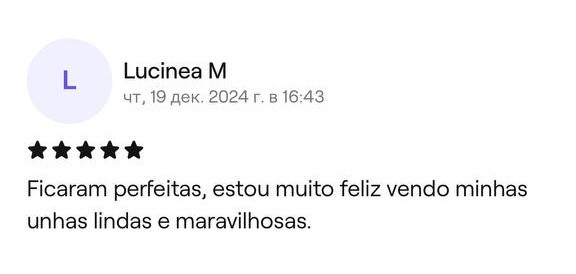 L
Lucinea M
чт, 19 дек. 2024 г. в 16:43
Ficaram perfeitas, estou muito feliz vendo minhas
unhas lindas e maravilhosas.